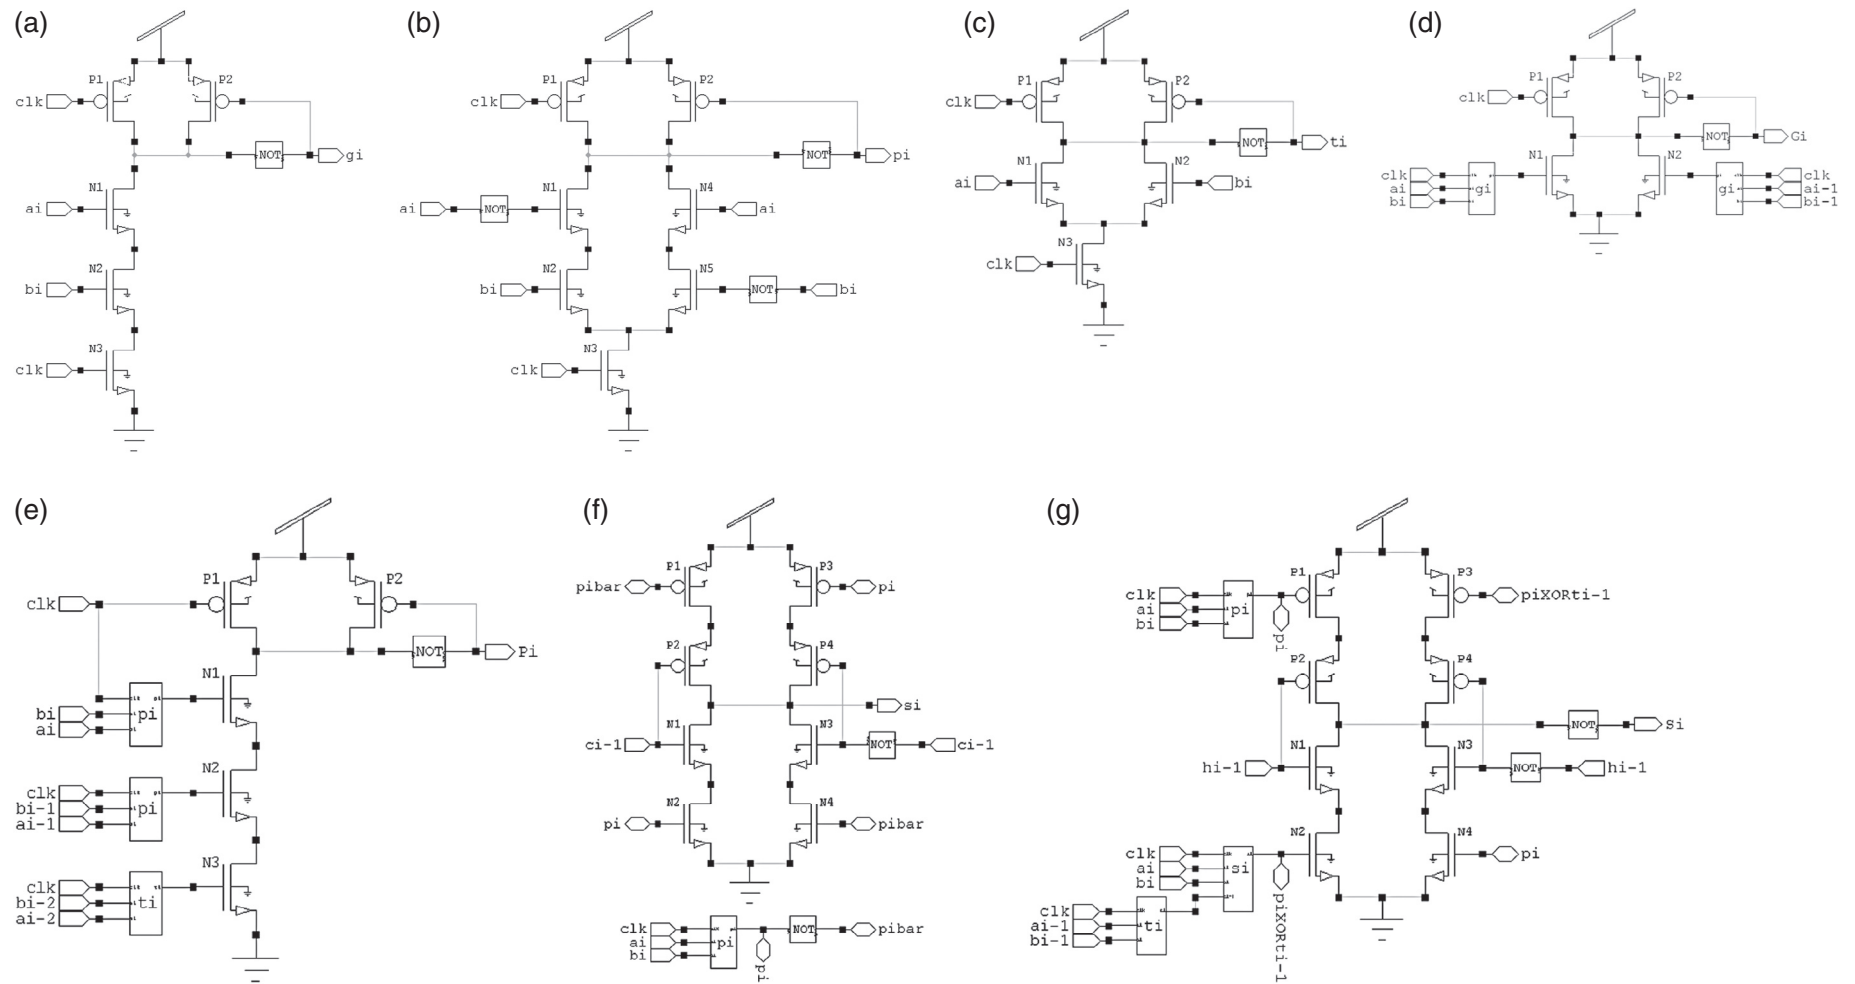 (a)
P1
P2
clk
NOT
gi
N1
ai
N2
bi
N3
clk
(b)
P1
P2
clk
NOT
pi
N1
N4
ai
NOT
ai
N2
N5
bi
NOT
bi
N3
clk
(c)
P1
P2
clk
NOT
ti
N1
N2
ai
bi
N3
clk
(d)
P1
P2
clk
NOT
Gi
N1
N2
clk
ai
bi
gi
gi
clk
ai-1
bi-1
(e)
P1
P2
clk
NOT
Pi
N1
bi
ai
pi
N2
clk
bi-1
ai-1
pi
N3
clk
bi-2
ai-2
ti
(f)
P1
P3
pibar
pi
P2
P4
si
N1
N3
ci-1
NOT
ci-1
N2
N4
pi
pibar
clk
ai
bi
pi
NOT
pibar
pi
(g)
P1
P3
clk
ai
bi
pi
pi
piXORti-1
P2
P4
NOT
Si
N1
N3
hi-1
NOT
hi-1
N2
N4
clk
ai
bi
si
pi
clk
ai-1
bi-1
ti
piXORti-1